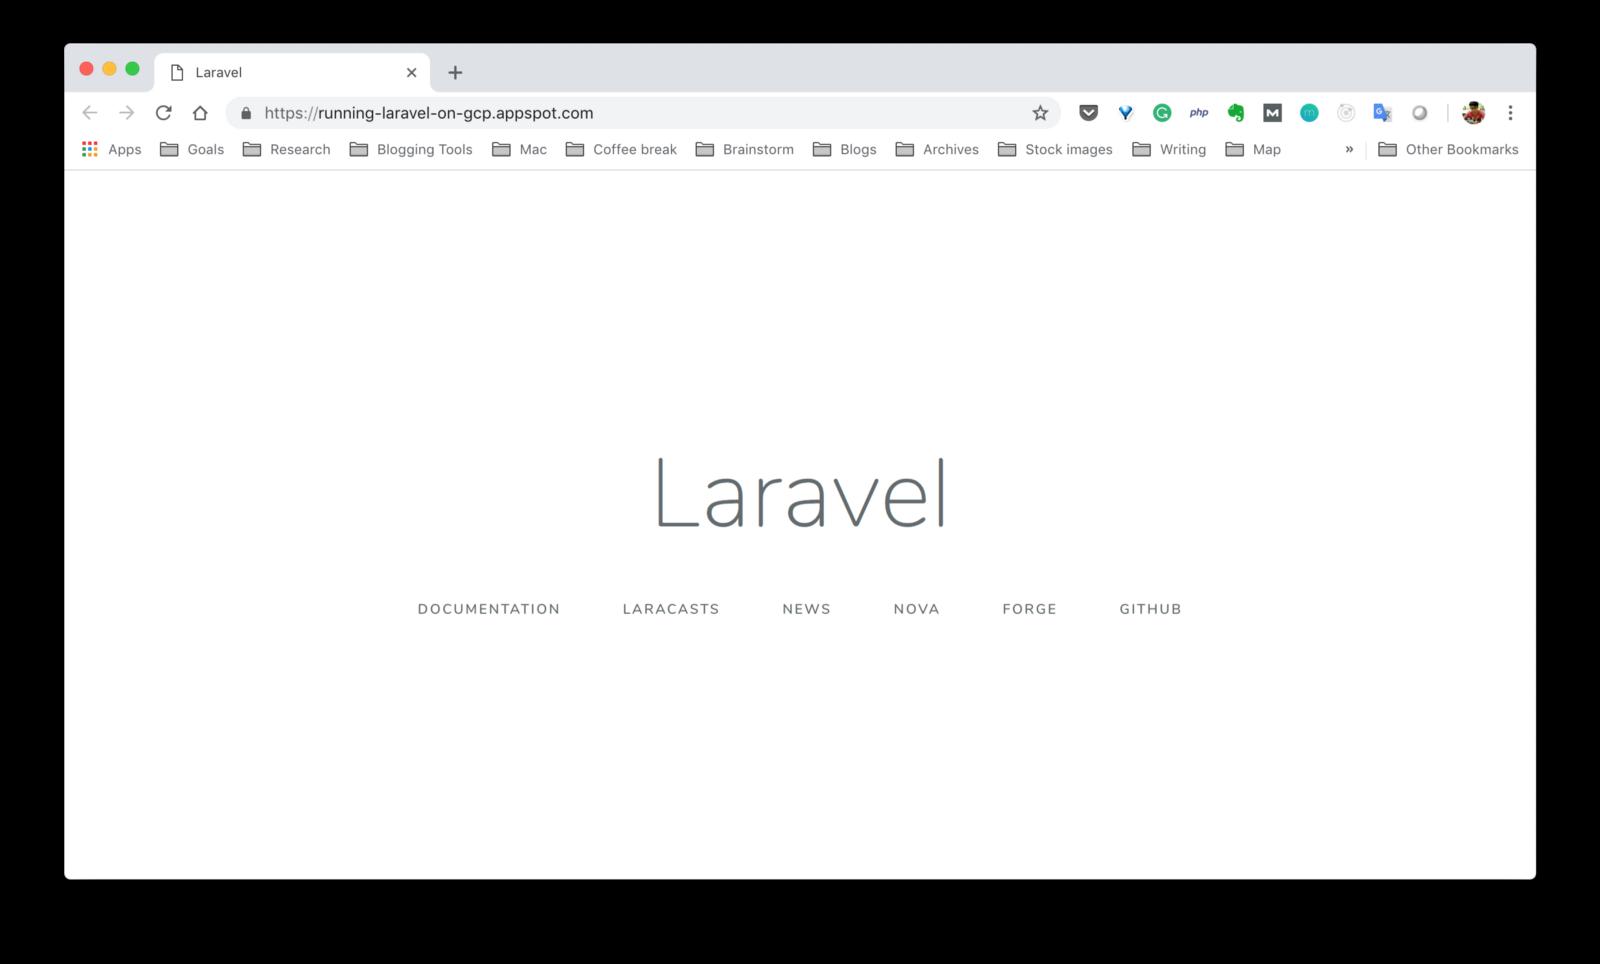 Laravel
https://running-laravel-on-gcp.appspot.com php M m G
Apps Goals Research Blogging Tools Mac Coffee break Brainstorm Blogs Archives Stock images Writing Map » Other Bookmarks
Laravel
DOCUMENTATION LARACASTS NEWS NOVA FORGE GITHUB